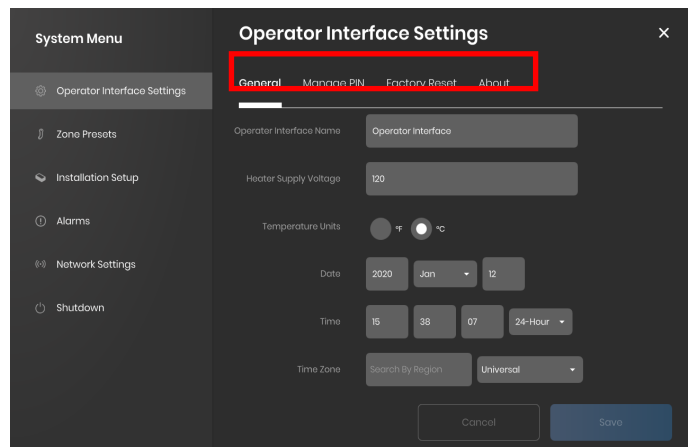 System Menu
Operator Interface Settings
Zone Presets
Installation Setup
Alarms
Network Settings
Shutdown
Operator Interface Settings
General Manage PIN Factory Reset About
Operator Interface Name Operator Interface
Heater Supply Voltage 120
Temperature Units °F °C
Date 2020 Jan 12
Time 15 38 07 24-Hour
Time Zone Search By Region Universal
Cancel Save